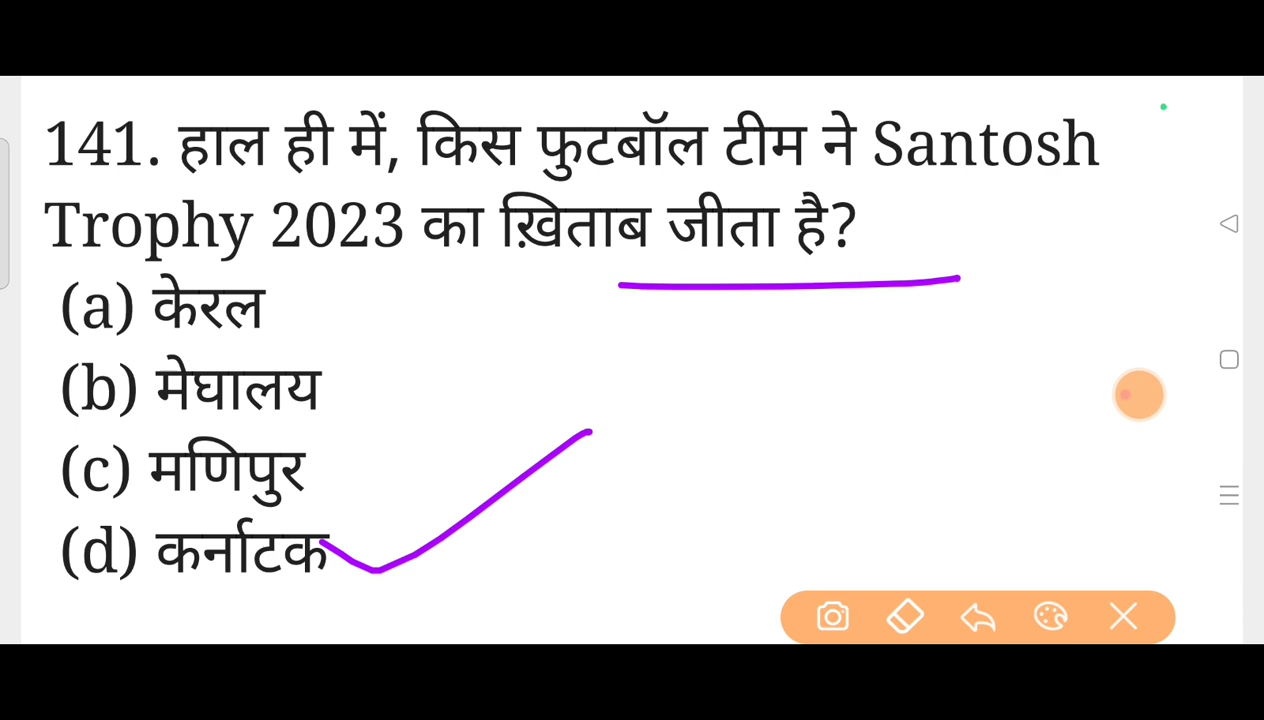 141. हाल ही में, किस फुटबॉल टीम ने Santosh
Trophy 2023 का ख़िताब जीता है?
(a) केरल
(b) मेघालय
(c) मणिपुर
(d) कर्नाटक